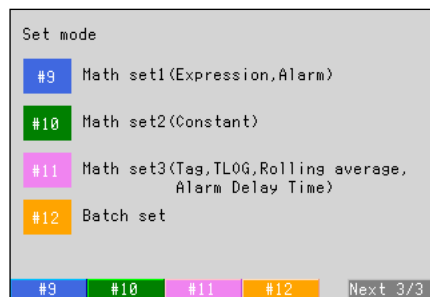 Set mode
#9 Math set1(Expression,Alarm)
#10 Math set2(Constant)
#11 Math set3(Tag,TLOG,Rolling average,
Alarm Delay Time)
#12 Batch set
#9 #10 #11 #12 Next 3/3